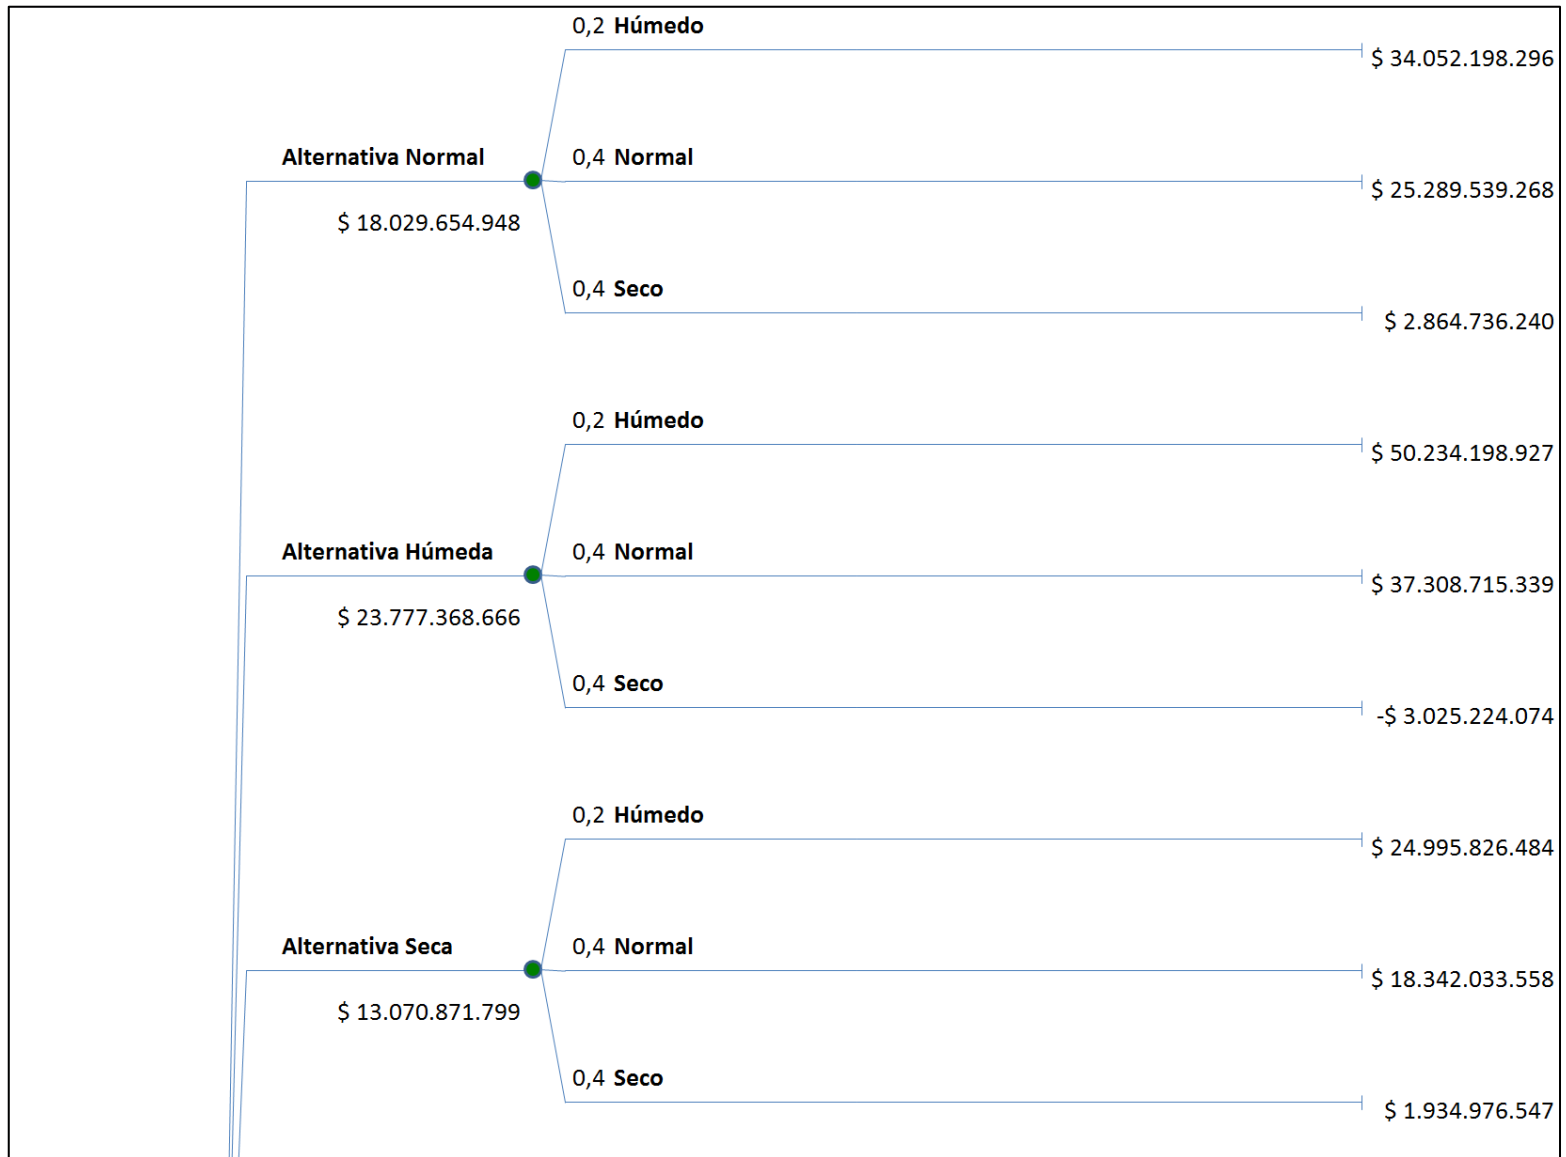 0,2 Húmedo
$ 34.052.198.296
Alternativa Normal
0,4 Normal
$ 25.289.539.268
$ 18.029.654.948
0,4 Seco
$ 2.864.736.240
0,2 Húmedo
$ 50.234.198.927
Alternativa Húmeda
0,4 Normal
$ 37.308.715.339
$ 23.777.368.666
0,4 Seco
-$ 3.025.224.074
0,2 Húmedo
$ 24.995.826.484
Alternativa Seca
0,4 Normal
$ 18.342.033.558
$ 13.070.871.799
0,4 Seco
$ 1.934.976.547